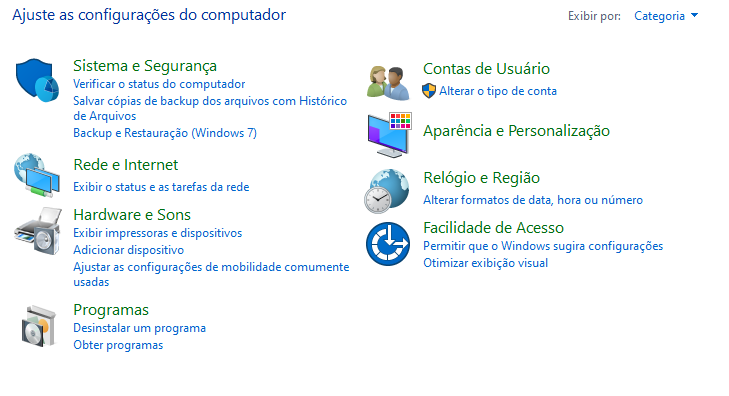 Ajuste as configurações do computador
Exibir por: Categoria
Sistema e Segurança
Verificar o status do computador
Salvar cópias de backup dos arquivos com Histórico
de Arquivos
Backup e Restauração (Windows 7)
Rede e Internet
Exibir o status e as tarefas da rede
Hardware e Sons
Exibir impressoras e dispositivos
Adicionar dispositivo
Ajustar as configurações de mobilidade comumente
usadas
Programas
Desinstalar um programa
Obter programas
Contas de Usuário
Alterar o tipo de conta
Aparência e Personalização
Relógio e Região
Alterar formatos de data, hora ou número
Facilidade de Acesso
Permitir que o Windows sugira configurações
Otimizar exibição visual